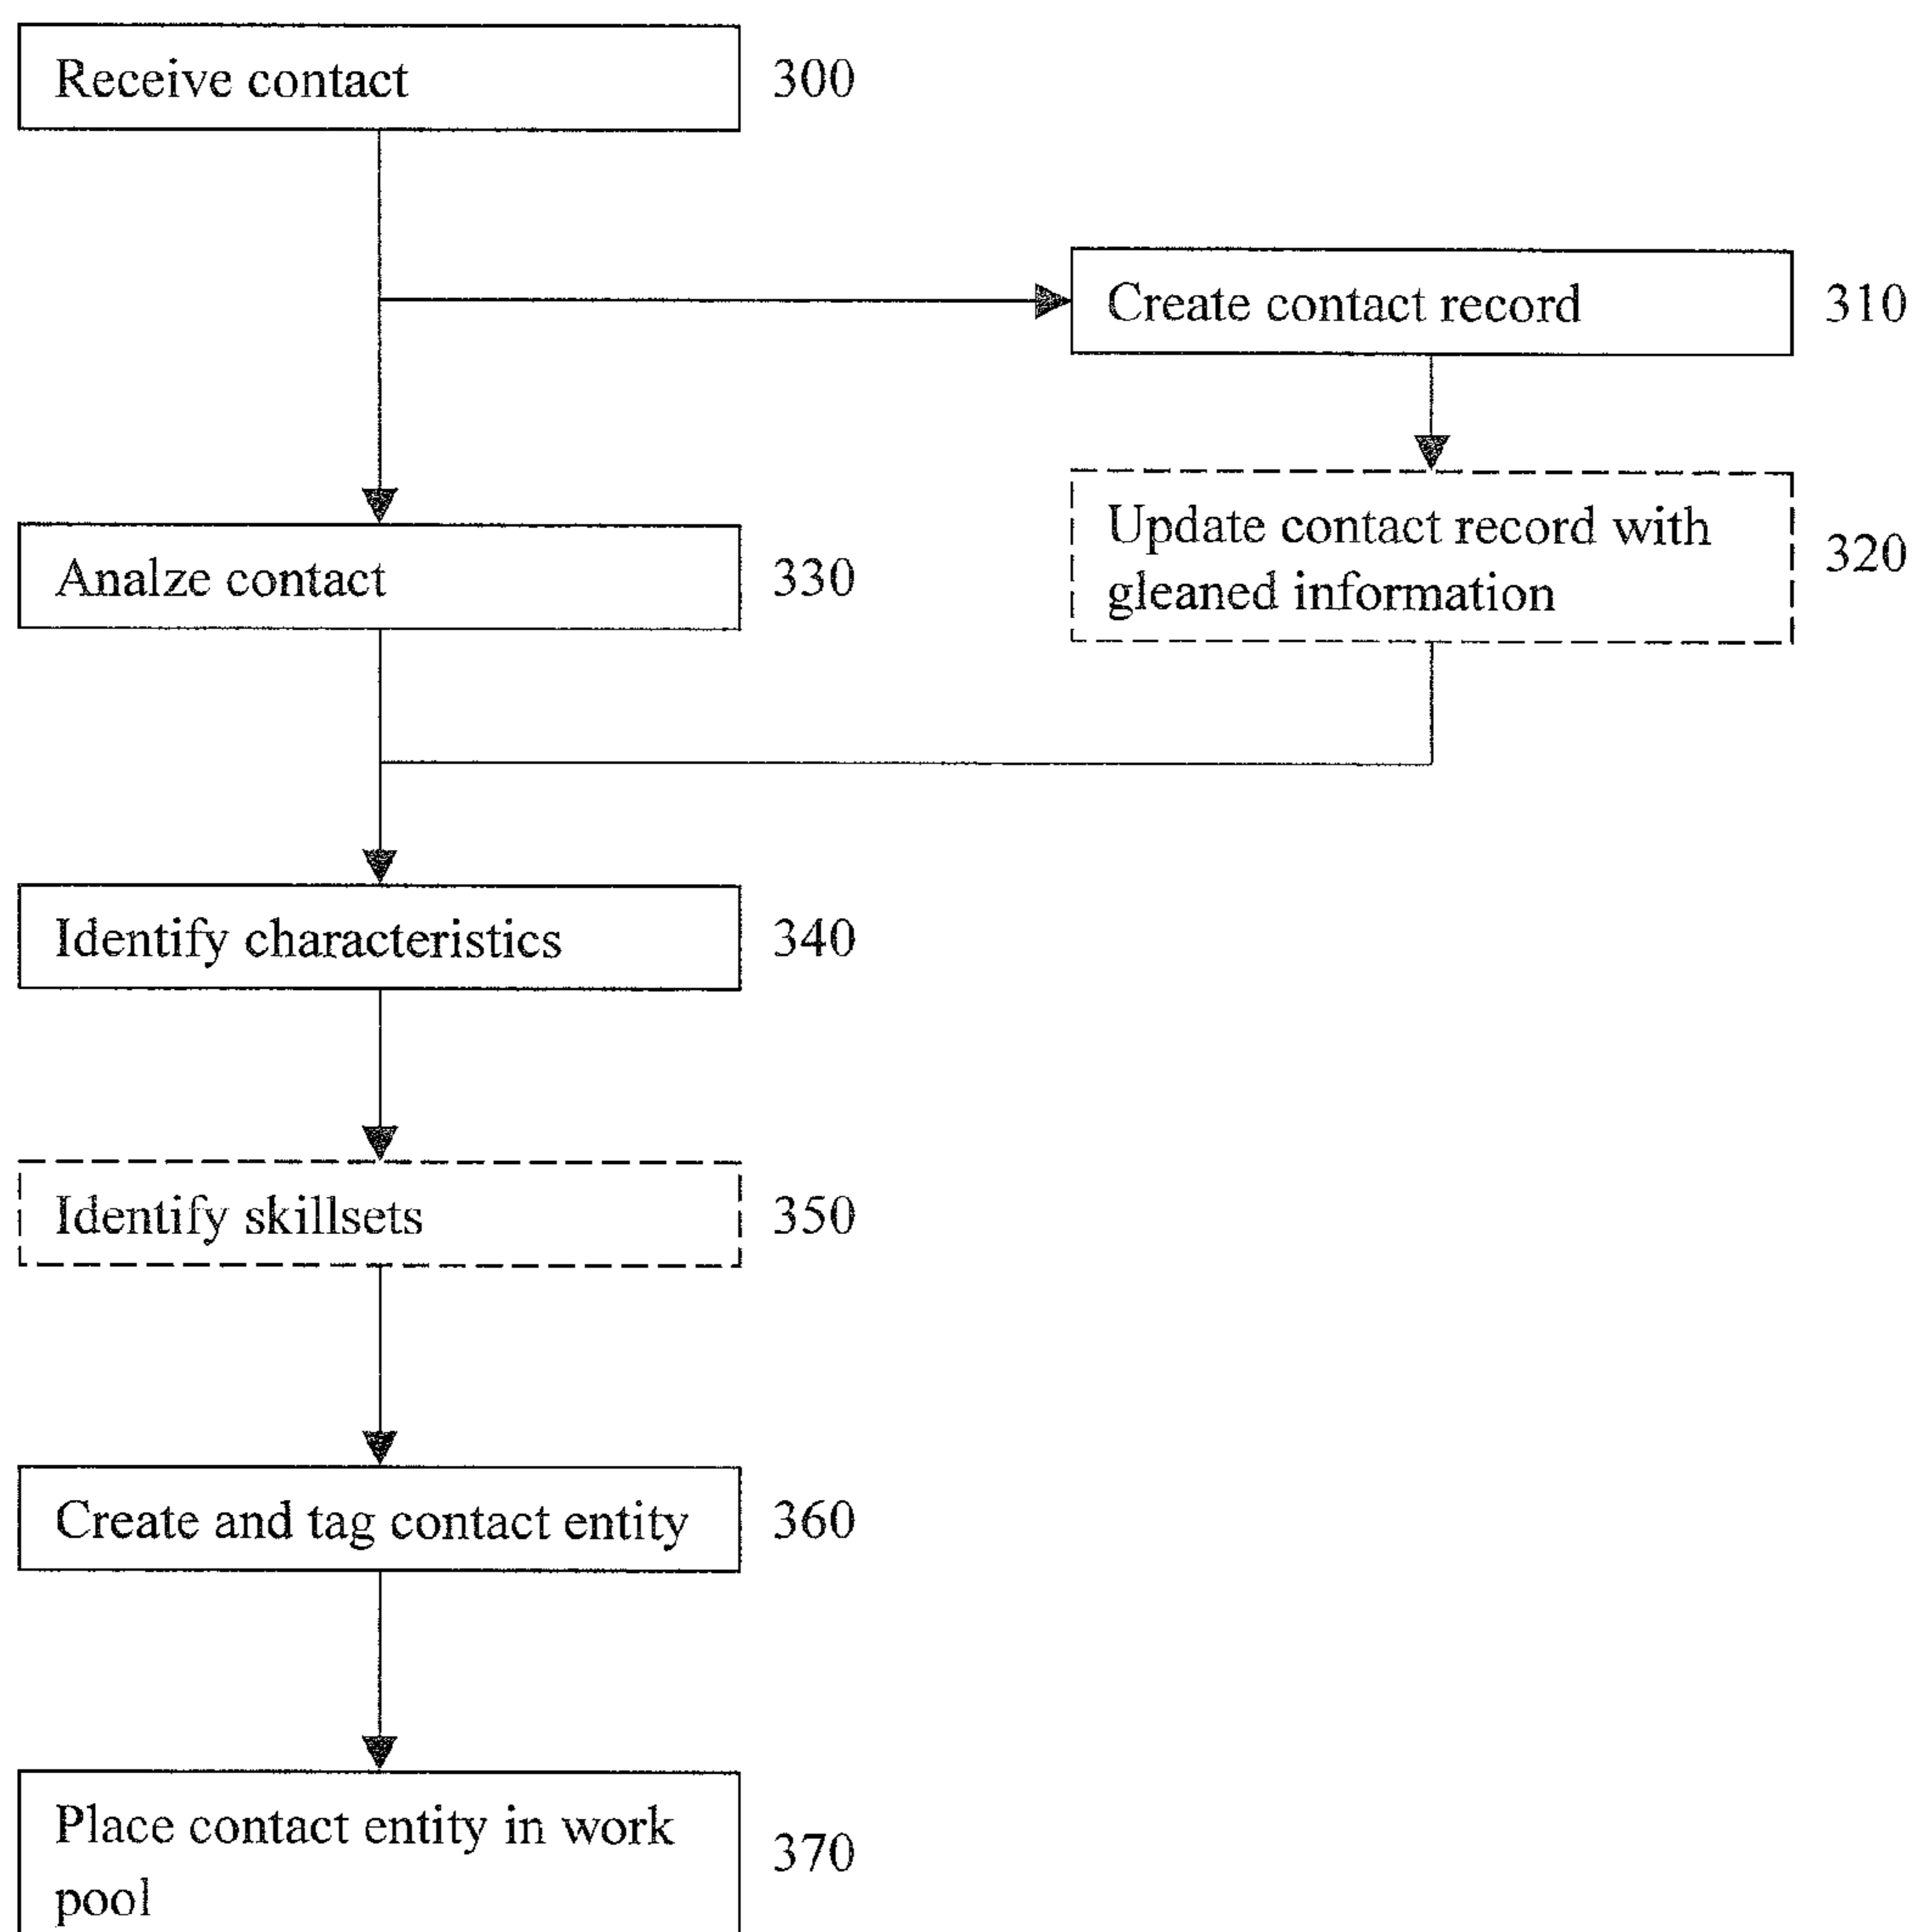 Receive contact 300
Create contact record 310
Update contact record with
gleaned information
320
Analze contact 330
Identify characteristics 340
Identify skillsets 350
Create and tag contact entity 360
Place contact entity in work
pool
370